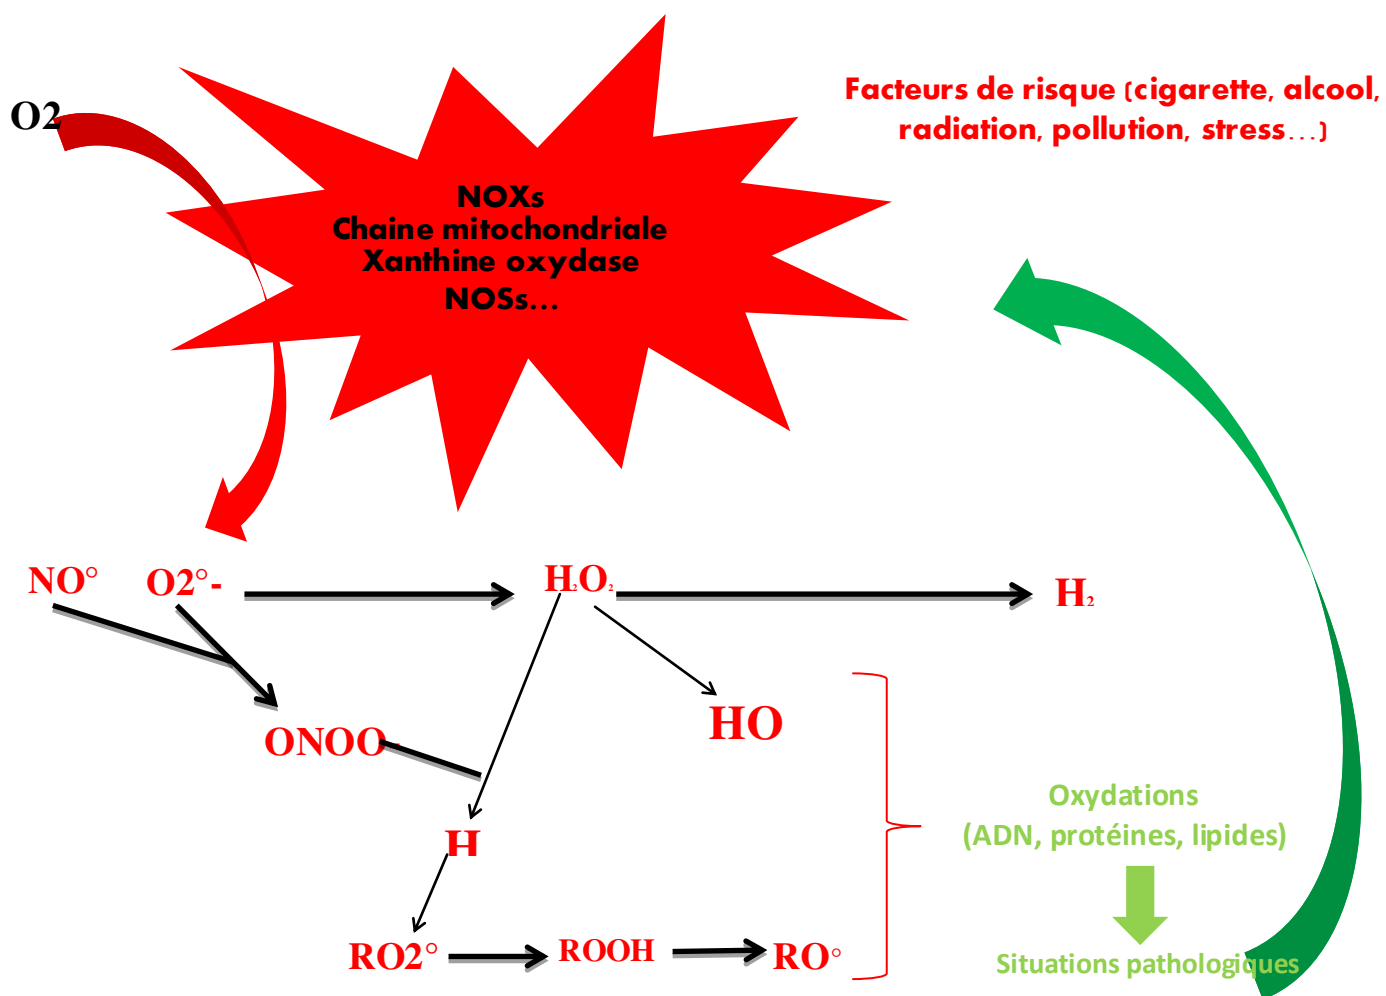 O2
Facteurs de risque (cigarette, alcool,
radiation, pollution, stress…)
NOXs
Chaine mitochondriale
Xanthine oxydase
NOSs…
NO° O2°- H₂O₂ H₂
HO
ONOO-
H
Oxydations
(ADN, protéines, lipides)
RO2° ROOH RO°
Situations pathologiques